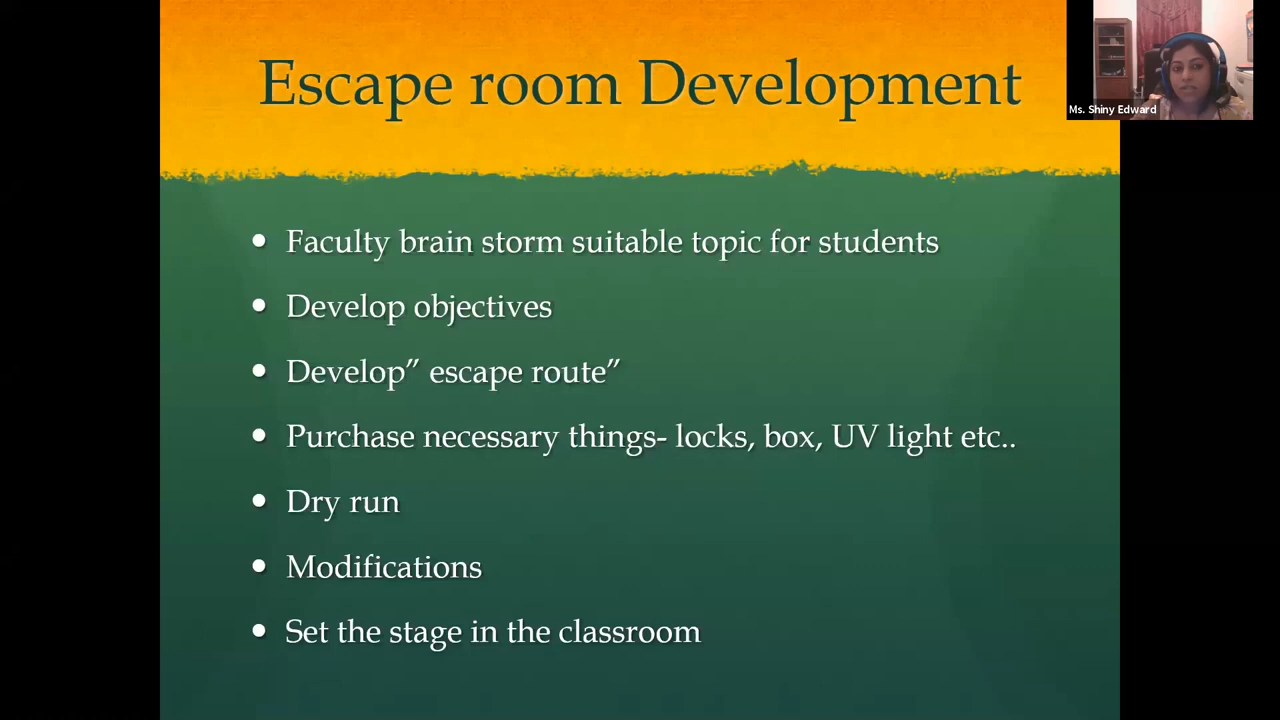 Escape room Development
Ms. Shiny Edward
• Faculty brain storm suitable topic for students
• Develop objectives
• Develop” escape route”
• Purchase necessary things- locks, box, UV light etc..
• Dry run
• Modifications
• Set the stage in the classroom